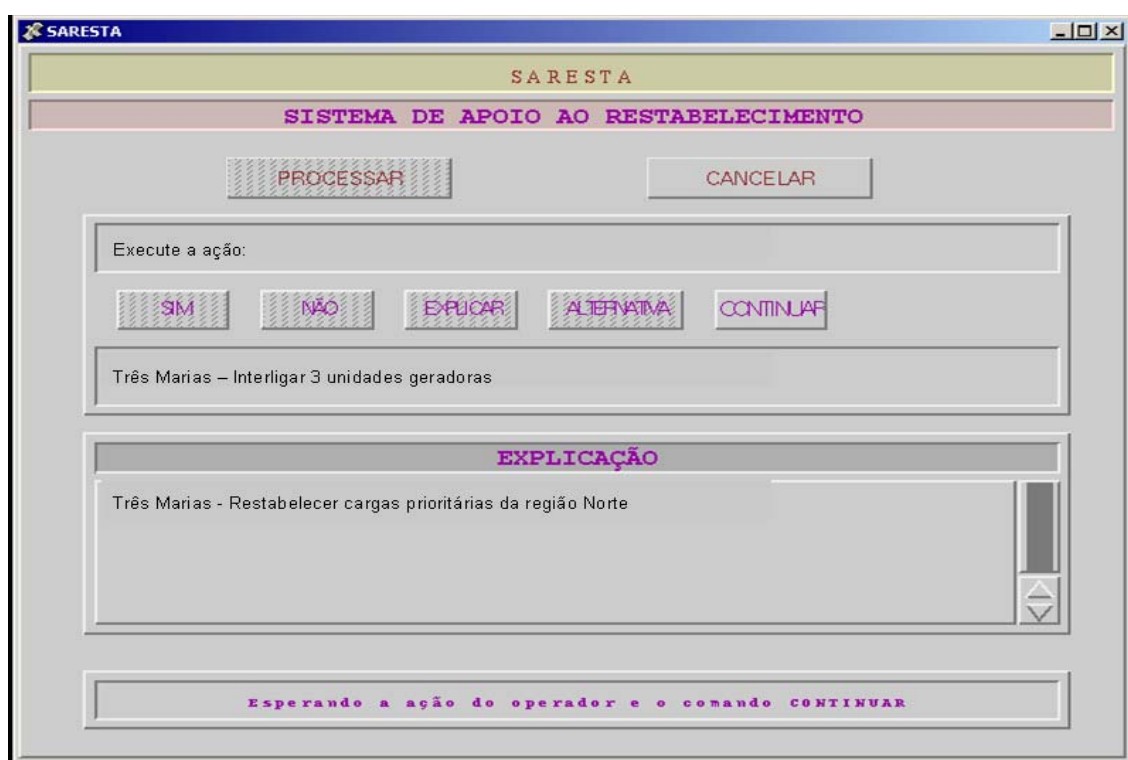 SARESTA
SARESTA
SISTEMA DE APOIO AO RESTABELECIMENTO
PROCESSAR CANCELAR
Execute a ação:
SIM NÃO EXPLICAR ALTERNATIVA CONTINUAR
Três Marias – Interligar 3 unidades geradoras
EXPLICAÇÃO
Três Marias - Restabelecer cargas prioritárias da região Norte
Esperando a ação do operador e o comando CONTINUAR